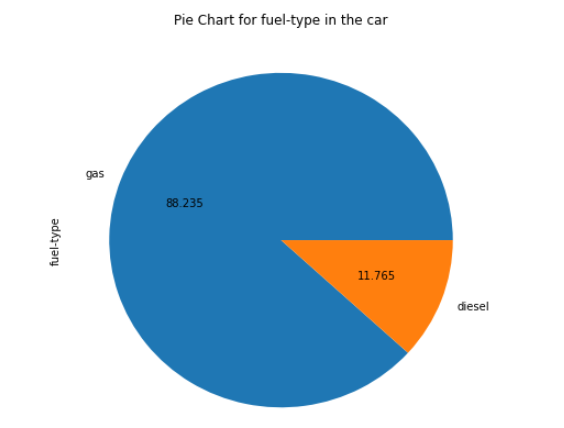 Pie Chart for fuel-type in the car
gas
88.235
fuel-type
11.765
diesel